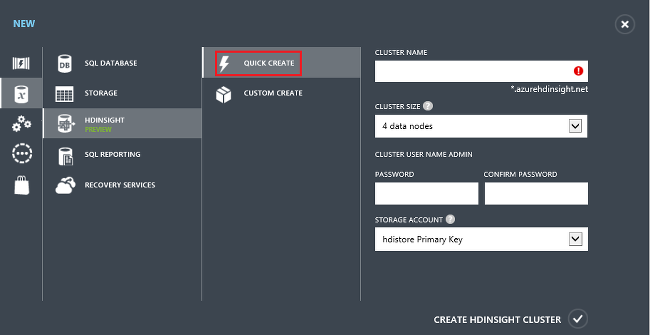 NEW
SQL DATABASE
STORAGE
HDINSIGHT
PREVIEW
SQL REPORTING
RECOVERY SERVICES
QUICK CREATE
CUSTOM CREATE
CLUSTER NAME
*.azurehdinsight.net
CLUSTER SIZE ?
4 data nodes
CLUSTER USER NAME ADMIN
PASSWORD CONFIRM PASSWORD
STORAGE ACCOUNT ?
hdistore Primary Key
CREATE HDINSIGHT CLUSTER